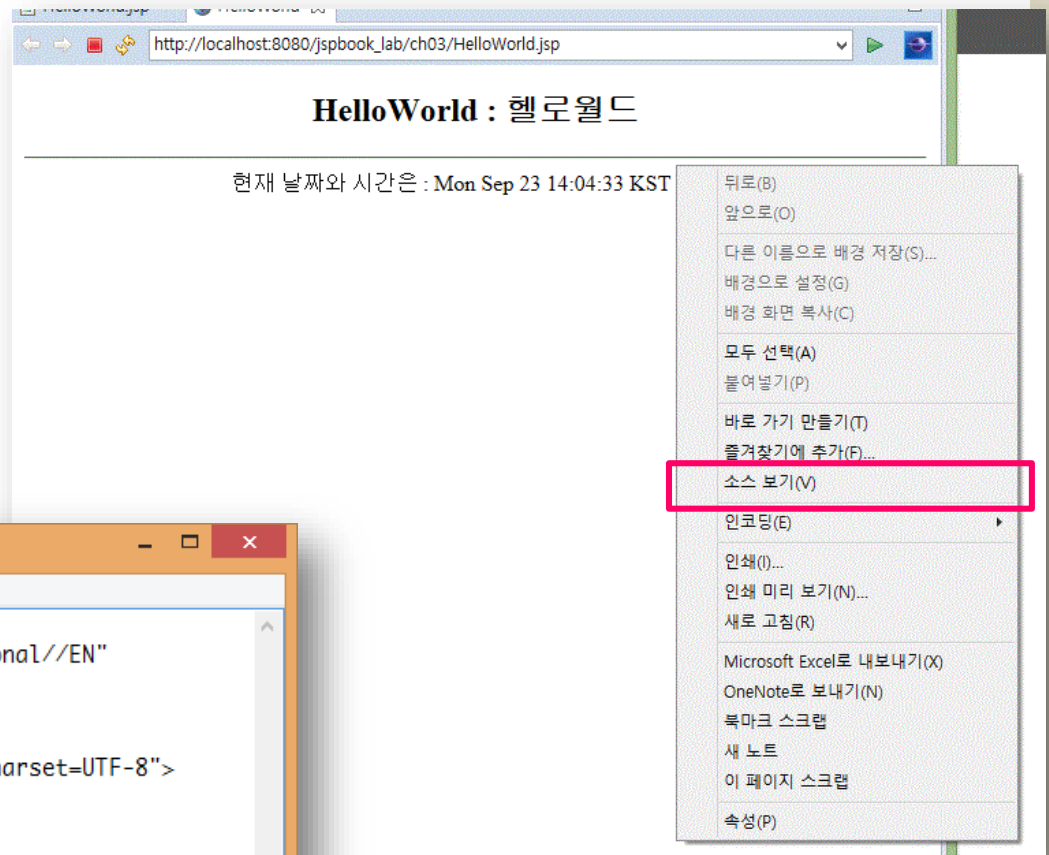 HelloWorld.jsp HelloWorld
http://localhost:8080/jspbook_lab/ch03/HelloWorld.jsp
HelloWorld : 헬로월드
현재 날짜와 시간은 : Mon Sep 23 14:04:33 KST
뒤로(B)
앞으로(O)
다른 이름으로 배경 저장(S)...
배경으로 설정(G)
배경 화면 복사(C)
모두 선택(A)
붙여넣기(P)
바로 가기 만들기(T)
즐겨찾기에 추가(F)...
소스 보기(V)
인코딩(E)
인쇄(I)...
인쇄 미리 보기(N)...
새로 고침(R)
Microsoft Excel로 내보내기(X)
OneNote로 보내기(N)
북마크 스크랩
새 노트
이 페이지 스크랩
속성(P)
onal//EN"
arset=UTF-8">